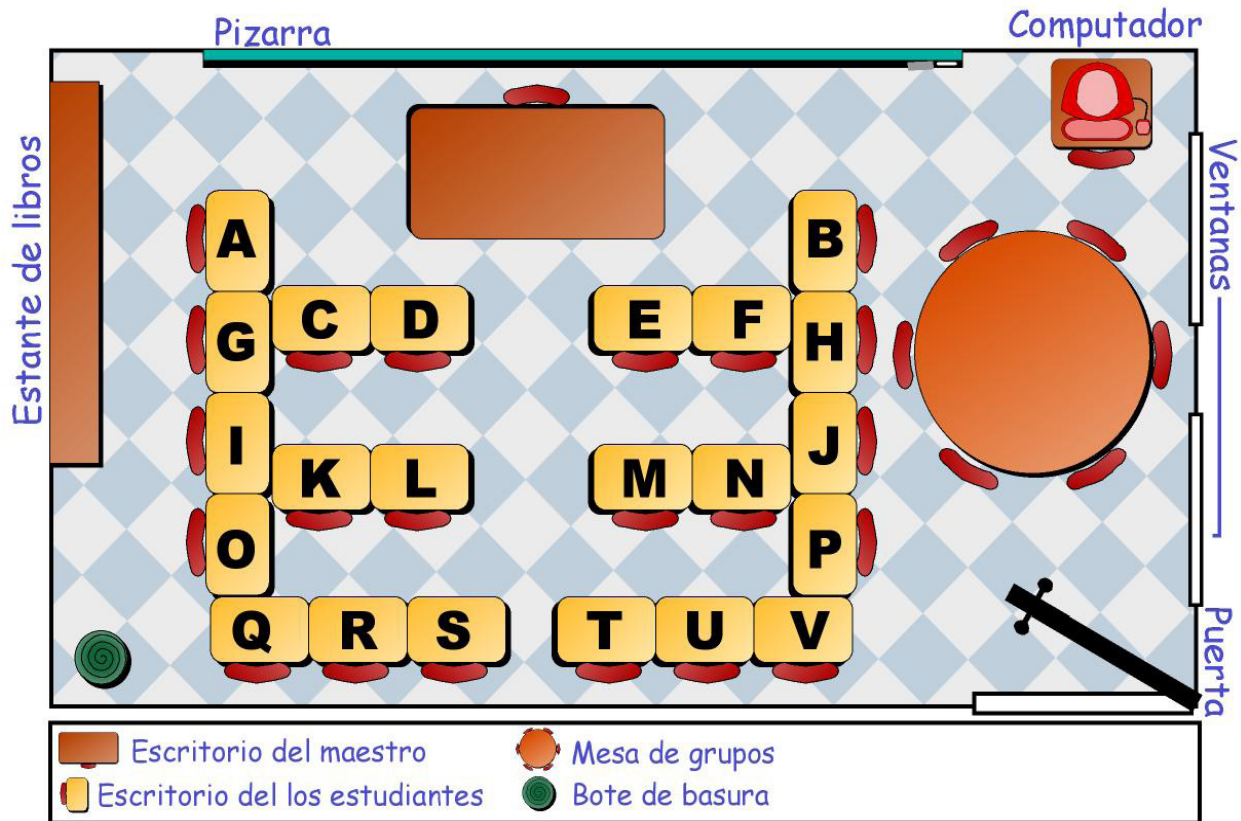 Pizarra
Computador
Estante de libros
Ventanas
A
B
C D
E F
G
H
I
J
K L
M N
O
P
Q R S
T U V
Puerta
Escritorio del maestro
Mesa de grupos
Escritorio del los estudiantes
Bote de basura